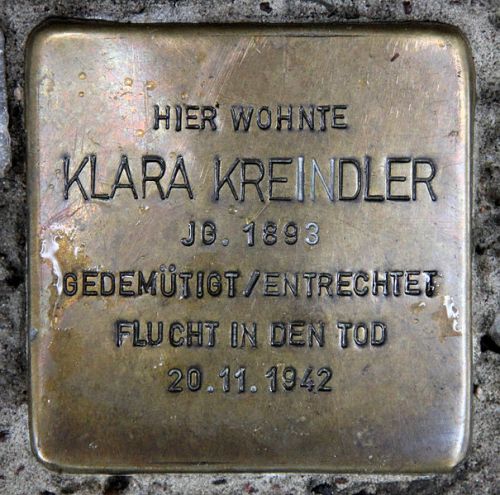 HIER WOHNTE
KLARA KREINDLER
JG. 1893
GEDEMÜTIGT/ENTRECHTET
FLUCHT IN DEN TOD
20.11.1942